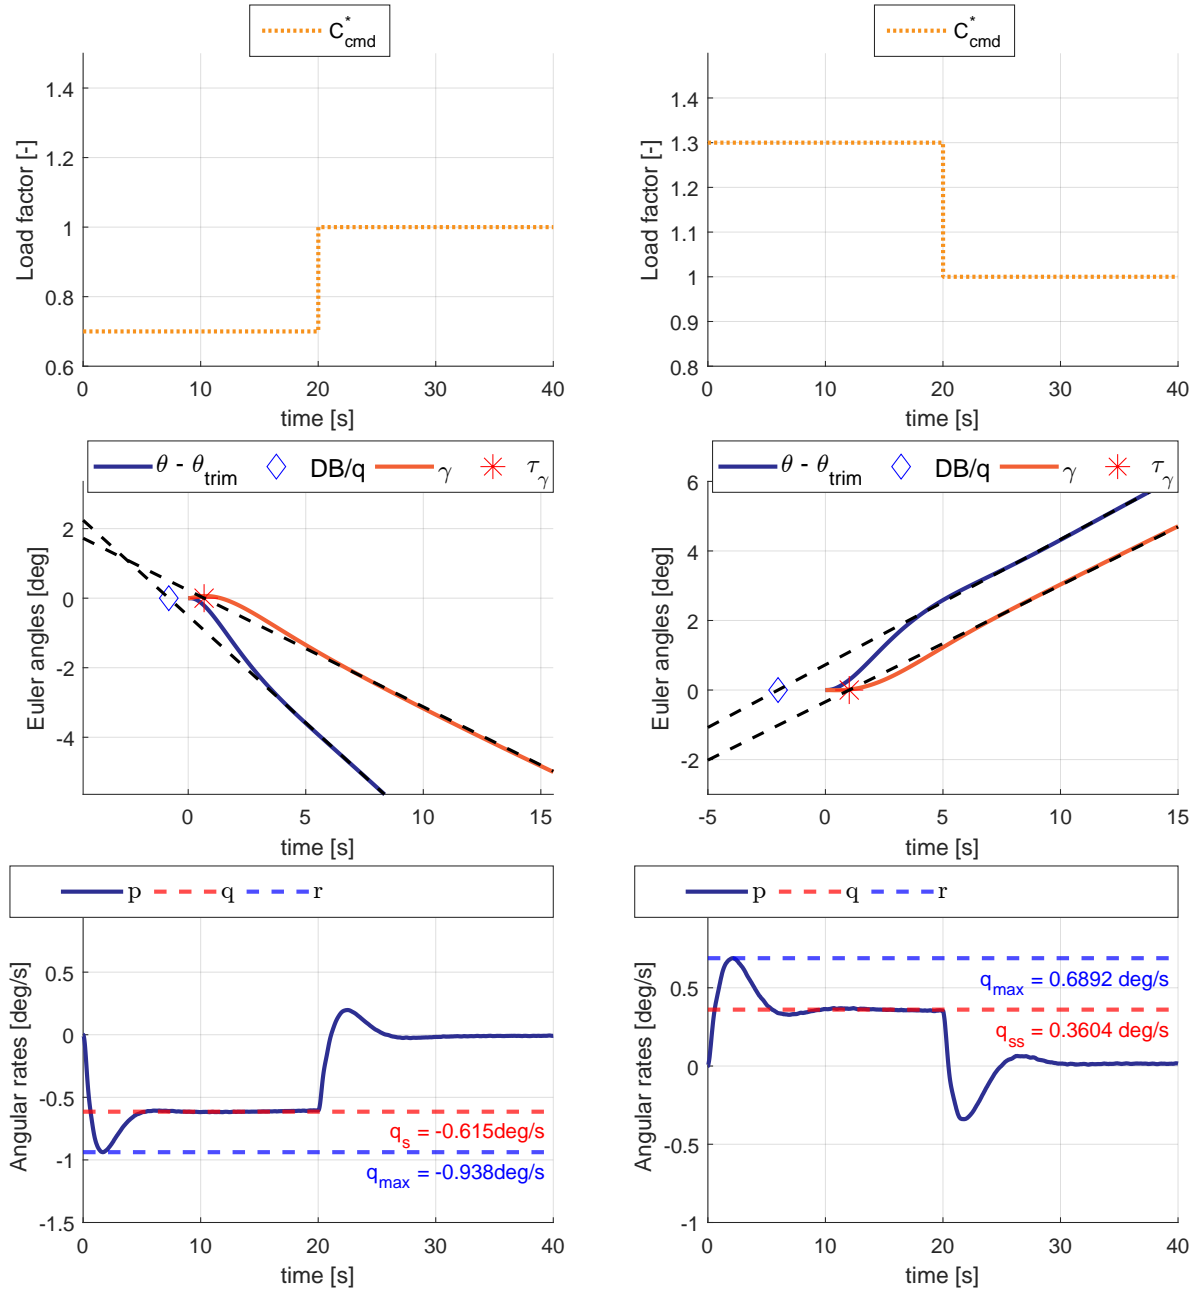 C*cmd
1.4
1.2
1
0.8
0.6
0 10 20 30 40
Load factor [-]
time [s]
C*cmd
1.4
1.3
1.2
1.1
1
0.9
0.8
0 10 20 30 40
Load factor [-]
time [s]
θ - θtrim DB/q γ τγ
2
0
-2
-4
0 5 10 15
Euler angles [deg]
time [s]
θ - θtrim DB/q γ τγ
6
4
2
0
-2
-5 0 5 10 15
Euler angles [deg]
time [s]
p q r
0.5
0
-0.5
-1
-1.5
qs = -0.615deg/s
qmax = -0.938deg/s
0 10 20 30 40
Angular rates [deg/s]
time [s]
p q r
0.5
0
-0.5
-1
qmax = 0.6892 deg/s
qss = 0.3604 deg/s
0 10 20 30 40
Angular rates [deg/s]
time [s]